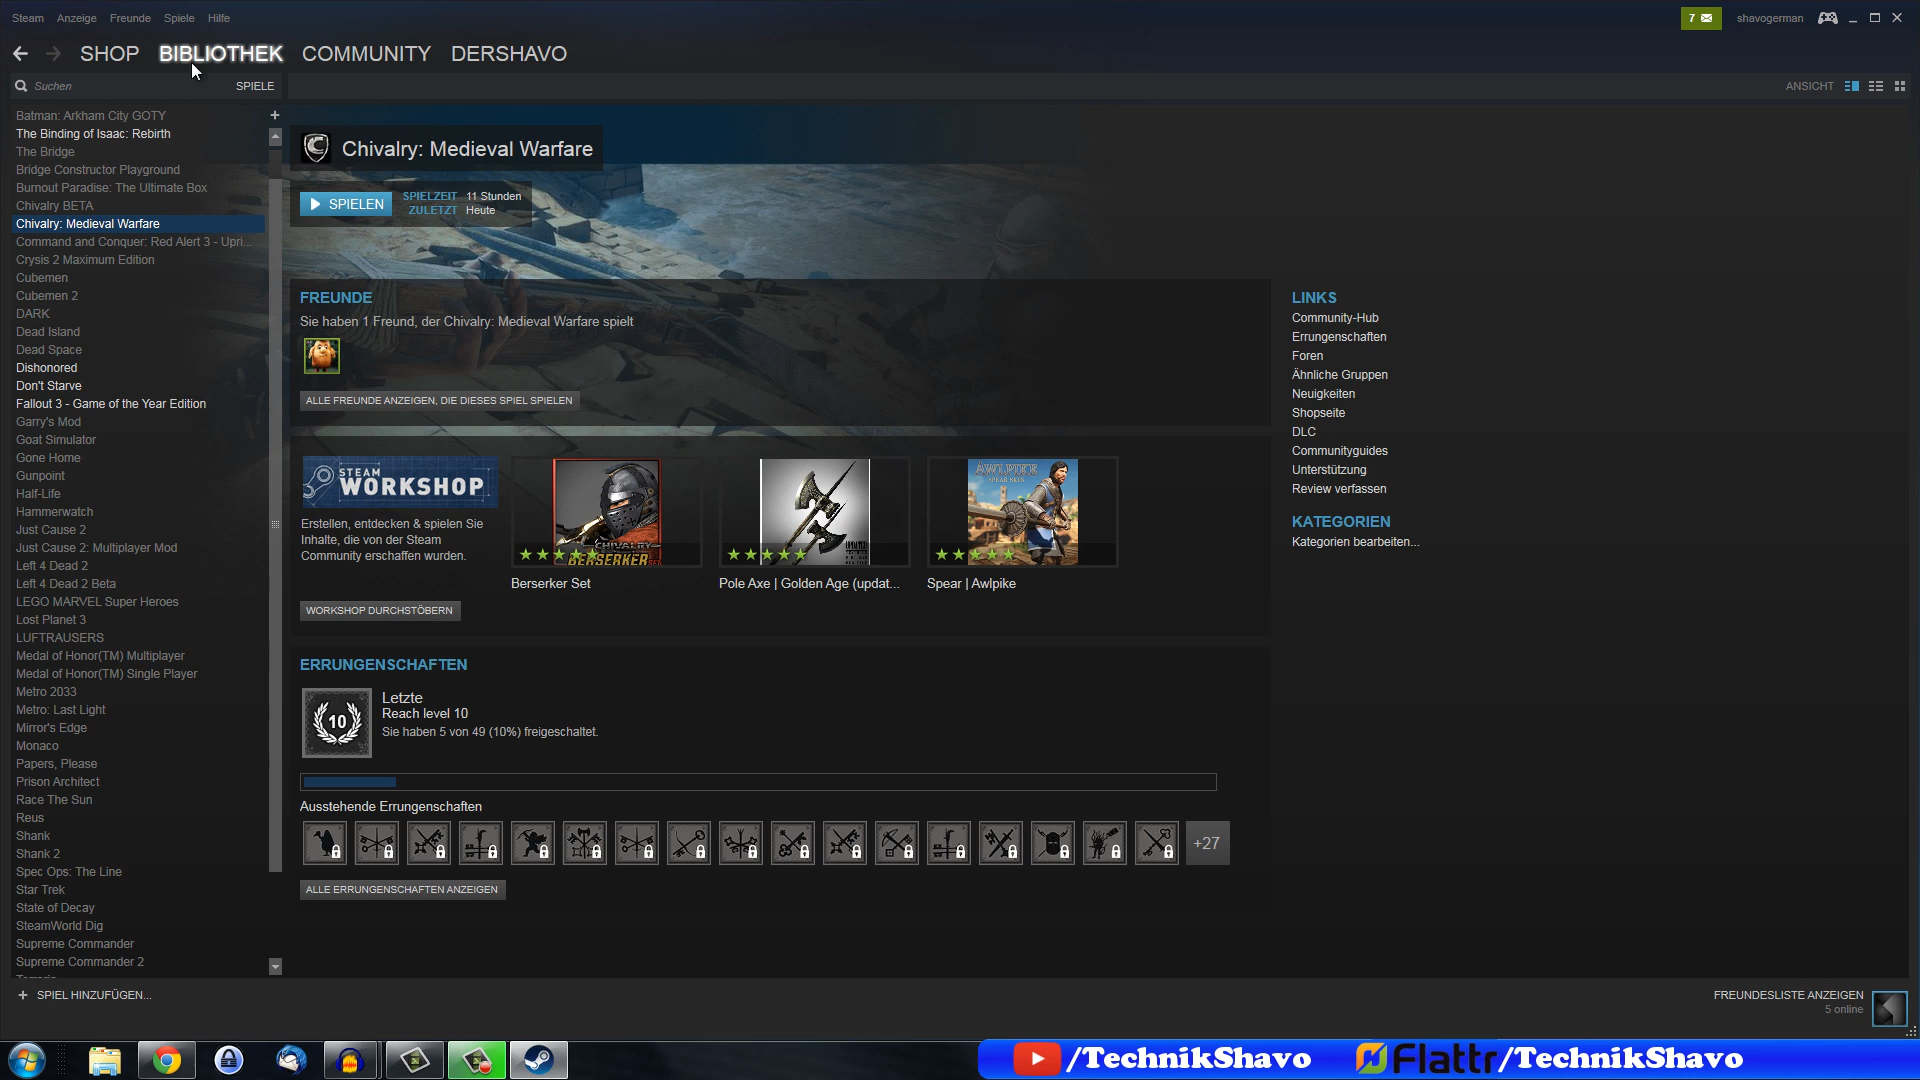 Steam Anzeige Freunde Spiele Hilfe
7 shavogerman
SHOP BIBLIOTHEK COMMUNITY DERSHAVO
Suchen SPIELE ANSICHT
Batman: Arkham City GOTY
The Binding of Isaac: Rebirth
The Bridge
Bridge Constructor Playground
Burnout Paradise: The Ultimate Box
Chivalry BETA
Chivalry: Medieval Warfare
Command and Conquer: Red Alert 3 - Upri...
Crysis 2 Maximum Edition
Cubemen
Cubemen 2
DARK
Dead Island
Dead Space
Dishonored
Don't Starve
Fallout 3 - Game of the Year Edition
Garry's Mod
Goat Simulator
Gone Home
Gunpoint
Half-Life
Hammerwatch
Just Cause 2
Just Cause 2: Multiplayer Mod
Left 4 Dead 2
Left 4 Dead 2 Beta
LEGO MARVEL Super Heroes
Lost Planet 3
LUFTRAUSERS
Medal of Honor(TM) Multiplayer
Medal of Honor(TM) Single Player
Metro 2033
Metro: Last Light
Mirror's Edge
Monaco
Papers, Please
Prison Architect
Race The Sun
Reus
Shank
Shank 2
Spec Ops: The Line
Star Trek
State of Decay
SteamWorld Dig
Supreme Commander
Supreme Commander 2
Chivalry: Medieval Warfare
SPIELEN
SPIELZEIT 11 Stunden
ZULETZT Heute
FREUNDE
Sie haben 1 Freund, der Chivalry: Medieval Warfare spielt
ALLE FREUNDE ANZEIGEN, DIE DIESES SPIEL SPIELEN
STEAM
WORKSHOP
Erstellen, entdecken & spielen Sie
Inhalte, die von der Steam
Community erschaffen wurden.
WORKSHOP DURCHSTÖBERN
CHIVALRY
BERSERKER SET
Berserker Set
Pole Axe | Golden Age (updat...
AWLPIKE
SPEAR SKIN
Spear | Awlpike
ERRUNGENSCHAFTEN
10
Letzte
Reach level 10
Sie haben 5 von 49 (10%) freigeschaltet.
Ausstehende Errungenschaften
+27
ALLE ERRUNGENSCHAFTEN ANZEIGEN
LINKS
Community-Hub
Errungenschaften
Foren
Ähnliche Gruppen
Neuigkeiten
Shopseite
DLC
Communityguides
Unterstützung
Review verfassen
KATEGORIEN
Kategorien bearbeiten...
+ SPIEL HINZUFÜGEN...
FREUNDESLISTE ANZEIGEN
5 online
/TechnikShavo Flattr/TechnikShavo